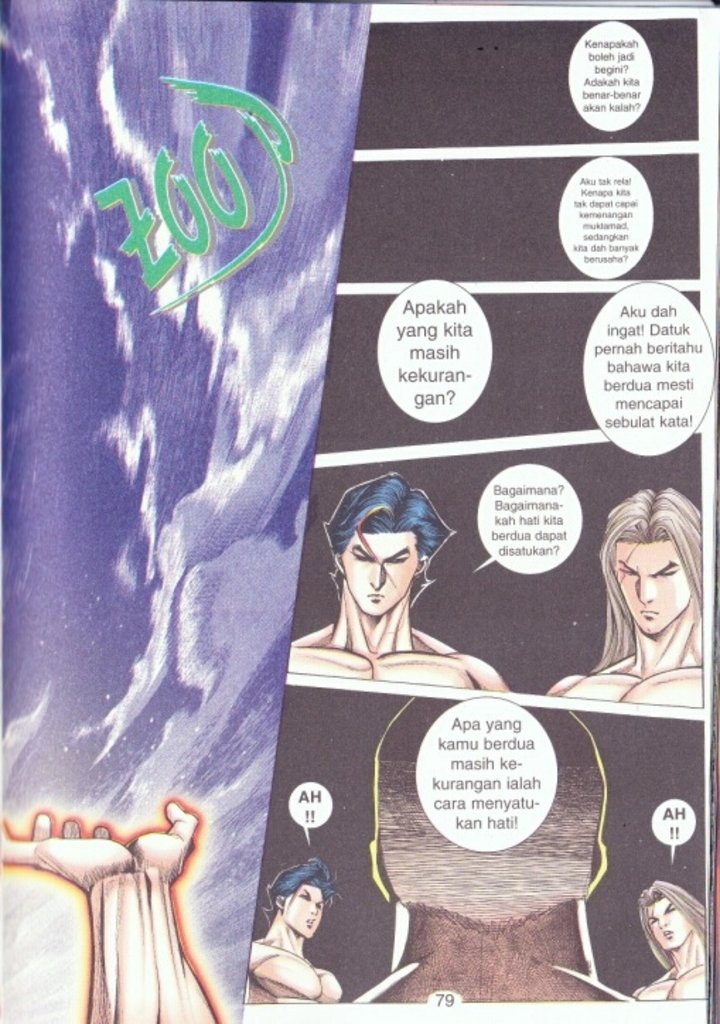 ZOO
Kenapakah
boleh jadi
begini?
Adakah kita
benar-benar
akan kalah?
Aku tak rela!
Kenapa kita
tak dapat capai
kemenangan
muktamad,
sedangkan
kita dah banyak
berusaha?
Apakah
yang kita
masih
kekuran-
gan?
Aku dah
ingat! Datuk
pernah beritahu
bahawa kita
berdua mesti
mencapai
sebulat kata!
Bagaimana?
Bagaimana-
kah hati kita
berdua dapat
disatukan?
Apa yang
kamu berdua
masih ke-
kurangan ialah
cara menyatu-
kan hati!
AH
!!
AH
!!
79